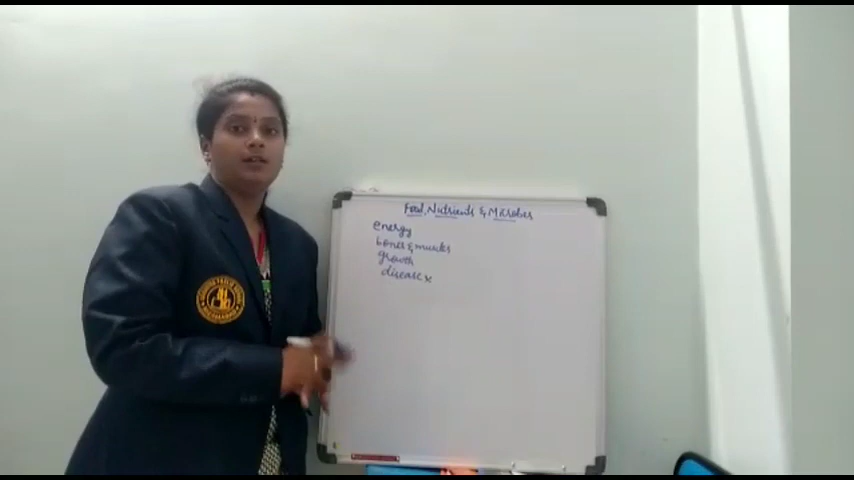 Food, Nutrients & Microbes
energy
bones & muscles
growth
disease x